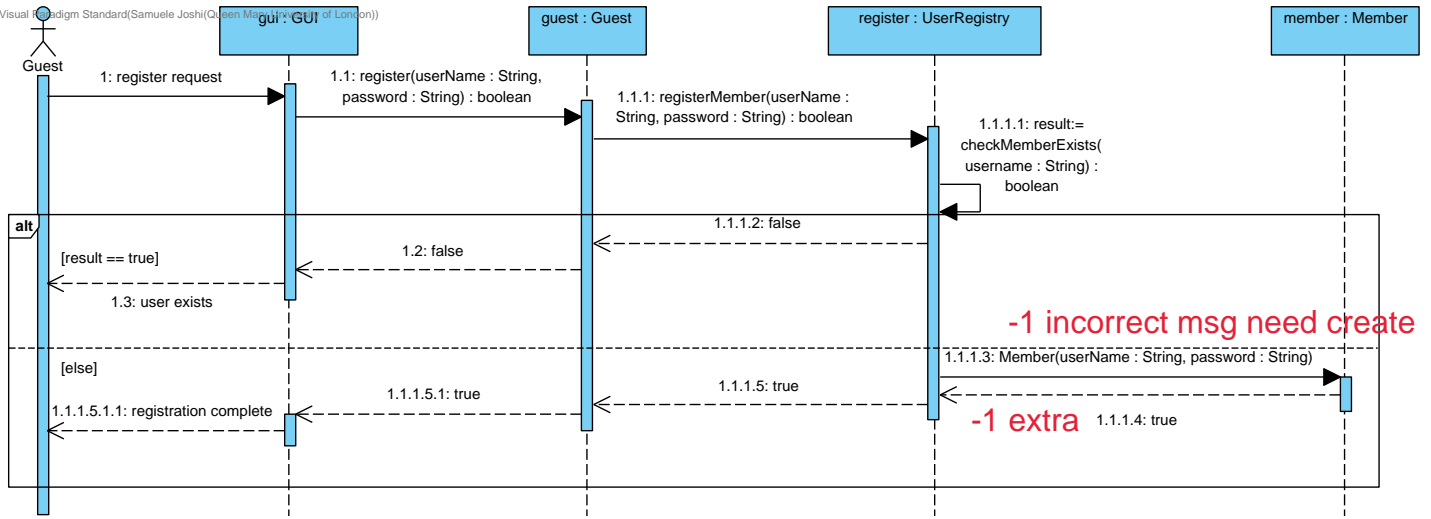 Visual Paradigm Standard(Samuele Joshi(Queen Mary University of London))
gui : GUI
guest : Guest
register : UserRegistry
member : Member
Guest
1: register request
1.1: register(userName : String,
password : String) : boolean
1.1.1: registerMember(userName :
String, password : String) : boolean
1.1.1.1: result:=
checkMemberExists(
username : String) :
boolean
alt
1.1.1.2: false
1.2: false
[result == true]
1.3: user exists
-1 incorrect msg need create
[else]
1.1.1.3: Member(userName : String, password : String)
1.1.1.5: true
1.1.1.5.1: true
1.1.1.5.1.1: registration complete
-1 extra
1.1.1.4: true